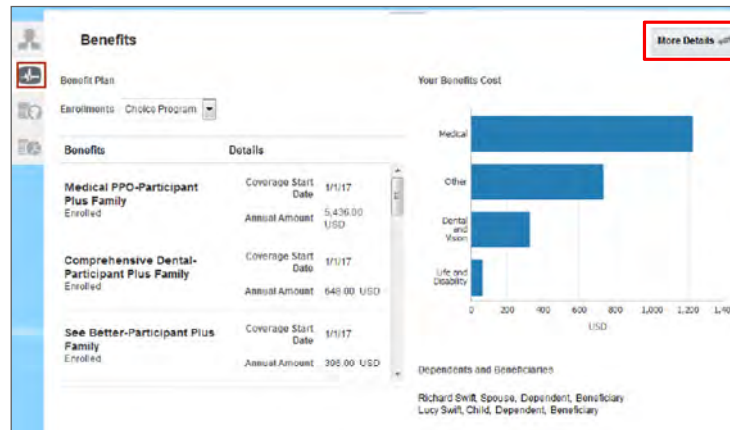 Benefits
More Details
Benefit Plan
Enrollments Choice Program
Benefits Details
Medical PPO-Participant Plus Family
Enrolled
Coverage Start Date 1/1/17
Annual Amount 5,436.00 USD
Comprehensive Dental-Participant Plus Family
Enrolled
Coverage Start Date 1/1/17
Annual Amount 648.00 USD
See Better-Participant Plus Family
Enrolled
Coverage Start Date 1/1/17
Annual Amount 396.00 USD
Your Benefits Cost
Medical
Other
Dental and Vision
Life and Disability
0 200 400 600 800 1,000 1,200
USD
Dependents and Beneficiaries
Richard Swift, Spouse, Dependent, Beneficiary
Lucy Swift, Child, Dependent, Beneficiary